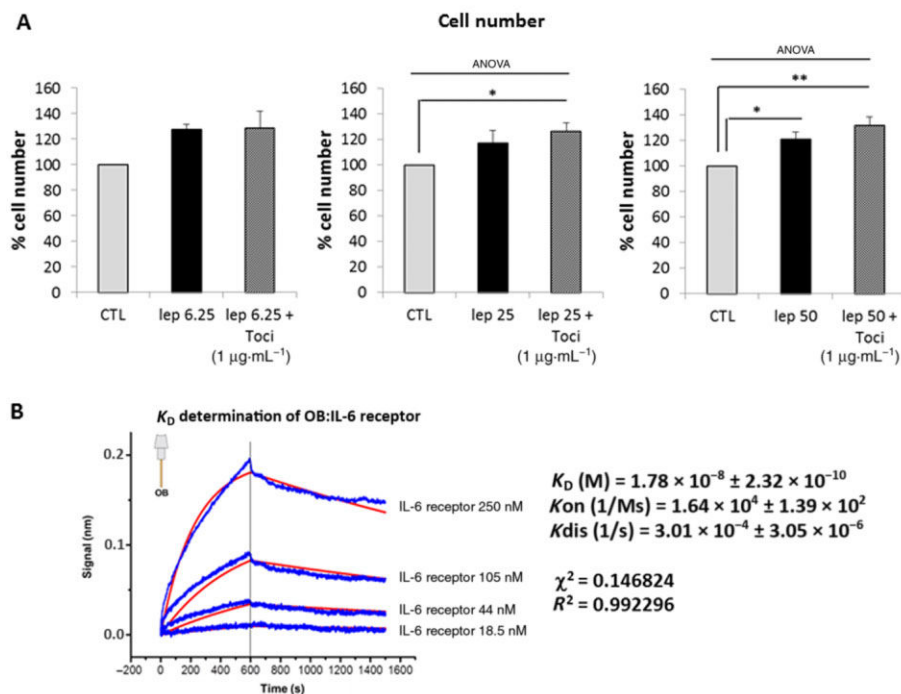 A
Cell number
% cell number
160
140
120
100
80
60
40
20
0
CTL
lep 6.25
lep 6.25 +
Toci
(1 μg·mL⁻¹)
ANOVA
*
% cell number
160
140
120
100
80
60
40
20
0
CTL
lep 25
lep 25 +
Toci
(1 μg·mL⁻¹)
ANOVA
**
*
% cell number
160
140
120
100
80
60
40
20
0
CTL
lep 50
lep 50 +
Toci
(1 μg·mL⁻¹)
B
K_D determination of OB:IL-6 receptor
OB
Signal (nm)
0.2
0.1
0.0
IL-6 receptor 250 nM
IL-6 receptor 105 nM
IL-6 receptor 44 nM
IL-6 receptor 18.5 nM
−200 0 200 400 600 800 1000 1200 1400 1600
Time (s)
K_D (M) = 1.78 × 10⁻⁸ ± 2.32 × 10⁻¹⁰
Kon (1/Ms) = 1.64 × 10⁴ ± 1.39 × 10²
Kdis (1/s) = 3.01 × 10⁻⁴ ± 3.05 × 10⁻⁶
χ² = 0.146824
R² = 0.992296